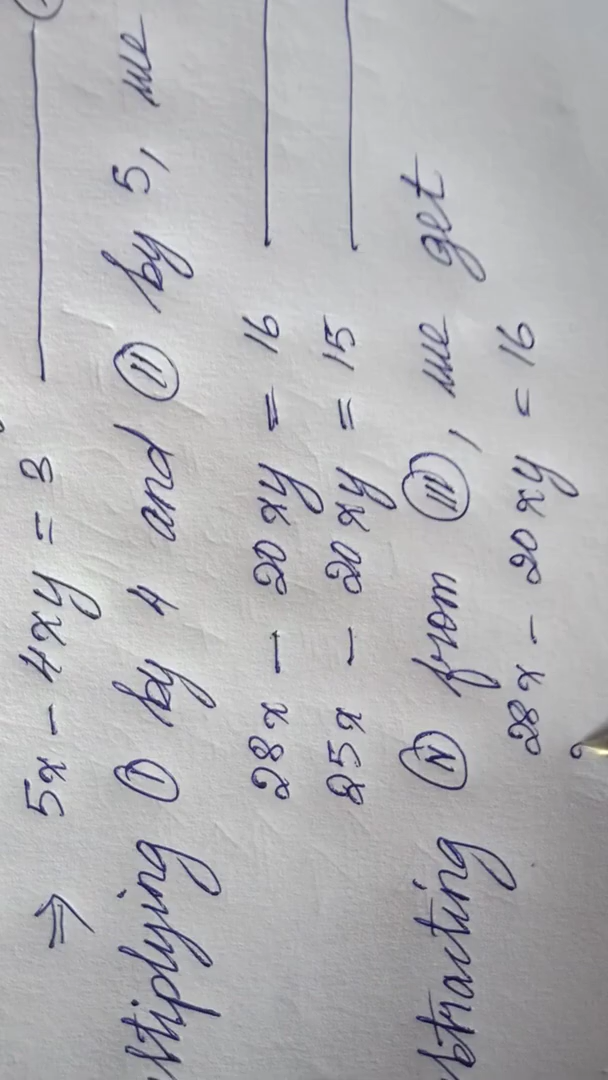 ⇒ 5x - 4xy = 3
ltiplying (I) by 4 and (II) by 5, we
28x - 20xy = 16
25x - 20xy = 15
btracting (IV) from (III), we get
28x - 20xy = 16